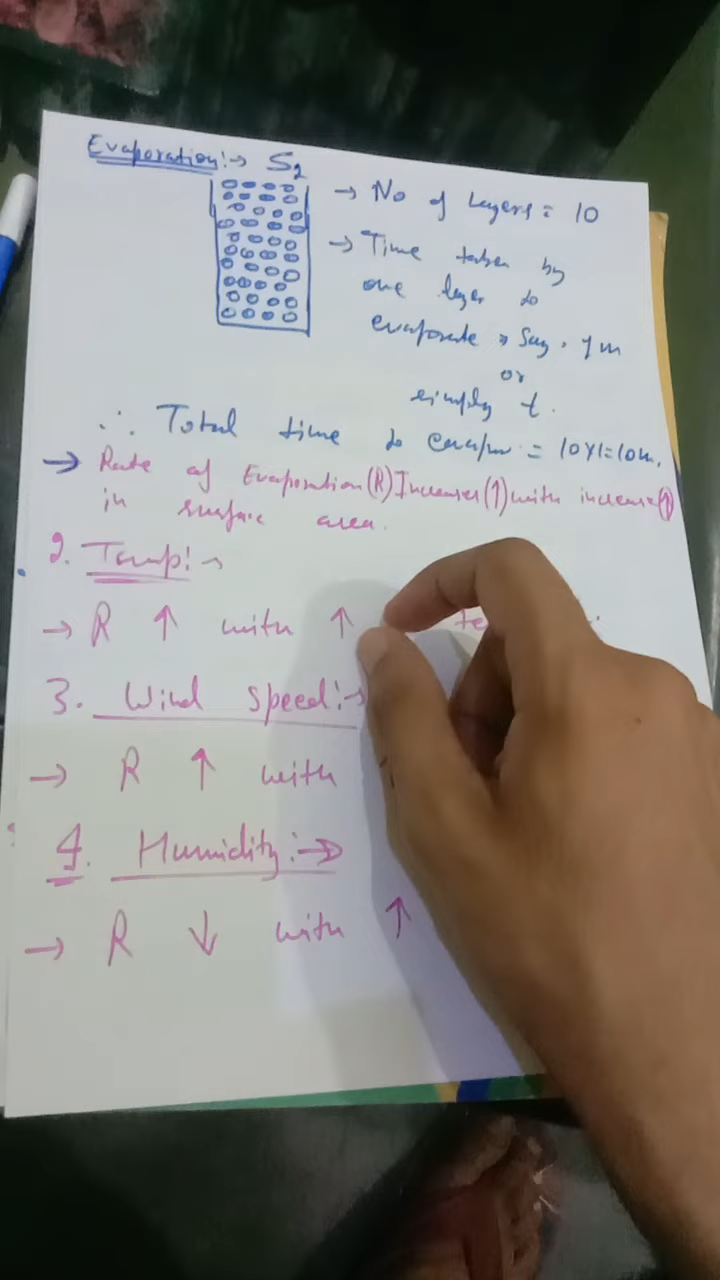 Evaporation:→ S2
→ No of layers = 10
→ Time taken by
one layer to
evaporate → Say . 1m
or
simply t.
∴ Total time to = 10×1=10m.
→ Rate of Evaporation(R) Increases(↑) with increase(↑)
in surface area.
2. Temp:→
→ R ↑ with ↑ te
3. Wind speed:→
→ R ↑ with
4. Humidity:→
→ R ↓ with ↑